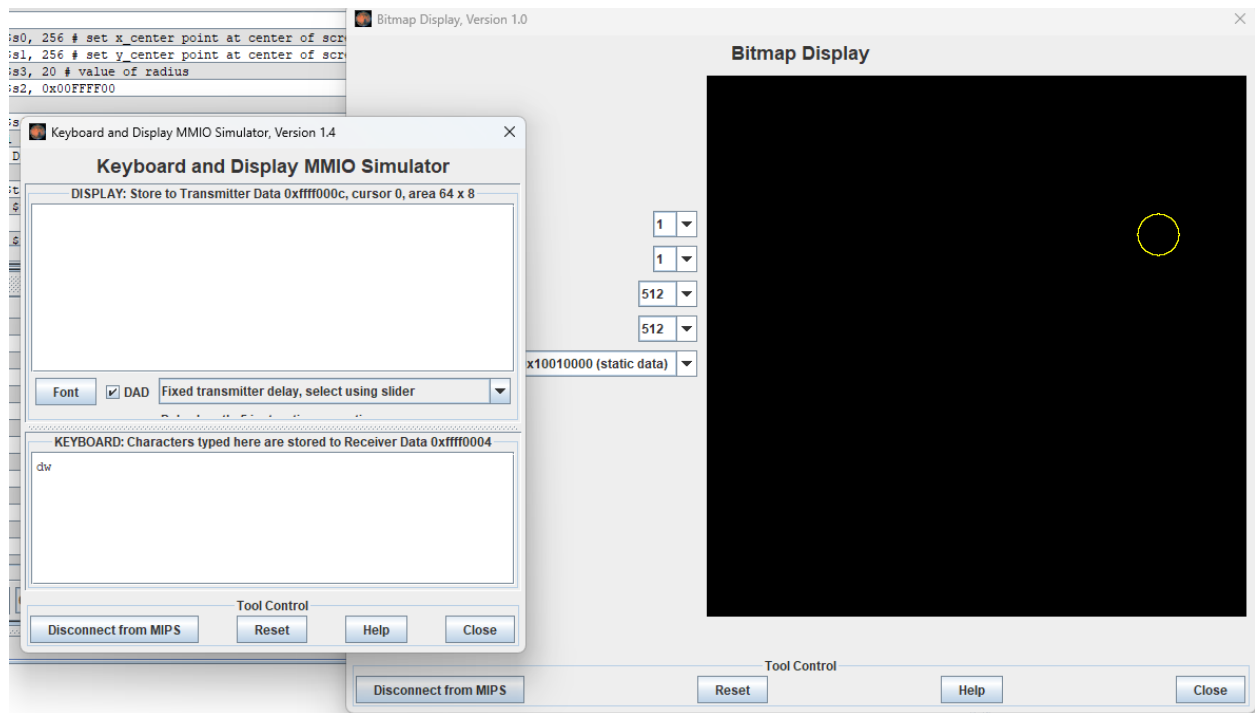 $s0, 256 # set x_center point at center of scr
$s1, 256 # set y_center point at center of scr
$s3, 20 # value of radius
$s2, 0x00FFFF00
Bitmap Display, Version 1.0
Bitmap Display
1
1
512
512
x10010000 (static data)
Tool Control
Disconnect from MIPS
Reset
Help
Close
Keyboard and Display MMIO Simulator, Version 1.4
Keyboard and Display MMIO Simulator
DISPLAY: Store to Transmitter Data 0xffff000c, cursor 0, area 64 x 8
Font
DAD
Fixed transmitter delay, select using slider
KEYBOARD: Characters typed here are stored to Receiver Data 0xffff0004
dw
Tool Control
Disconnect from MIPS
Reset
Help
Close